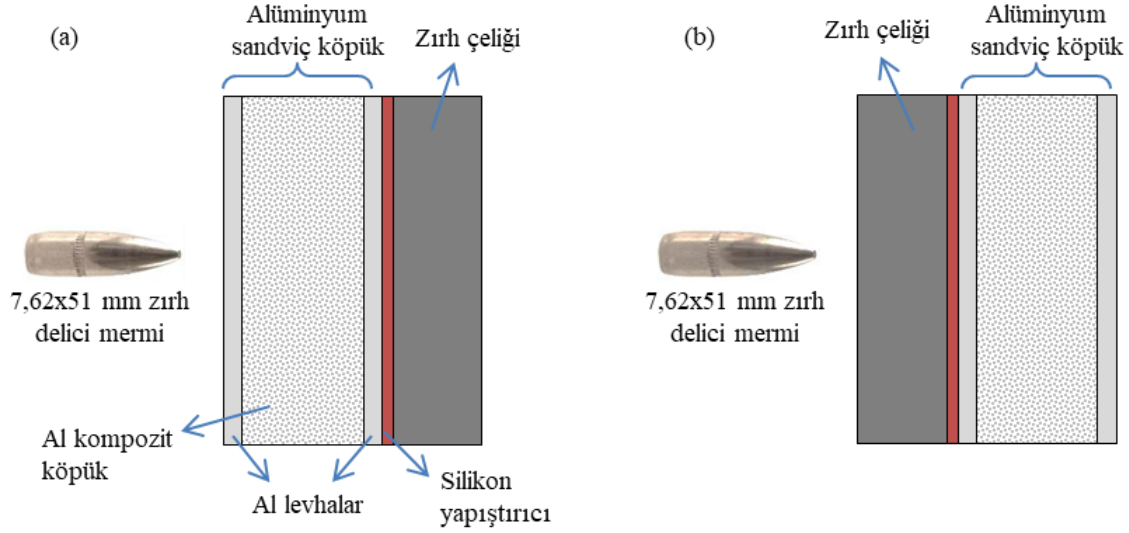 (a)
Alüminyum
sandviç köpük
Zırh çeliği
7,62x51 mm zırh
delici mermi
Al kompozit
köpük
Al levhalar
Silikon
yapıştırıcı
(b)
Zırh çeliği
Alüminyum
sandviç köpük
7,62x51 mm zırh
delici mermi